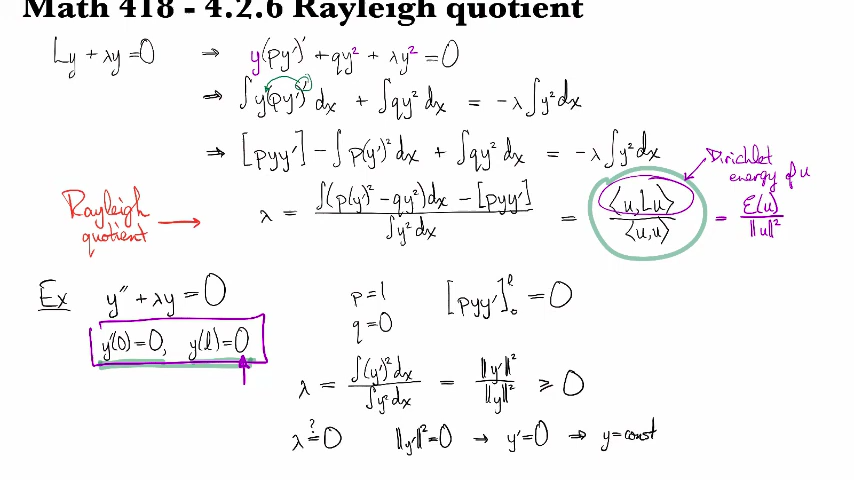 Math 418 - 4.2.6 Rayleigh quotient
Ly + λy = 0 ⇒ y(py')' + qy² + λy² = 0
⇒ ∫ y(py')' dx + ∫ qy² dx = -λ ∫ y² dx
⇒ [pyy'] - ∫ p(y')² dx + ∫ qy² dx = -λ ∫ y² dx
Dirichlet
energy of u
Rayleigh
quotient → λ = (∫(p(y')² - qy²)dx - [pyy']) / ∫y²dx = ⟨u, Lu⟩ / ⟨u,u⟩ = E(u) / ‖u‖²
Ex y'' + λy = 0 p = 1 [pyy']₀ˡ = 0
q = 0
y'(0) = 0, y(l) = 0
λ = ∫(y')² dx / ∫y² dx = ‖y'‖² / ‖y‖² ≥ 0
λ ≟ 0 ‖y'‖² = 0 → y' = 0 ⇒ y = const